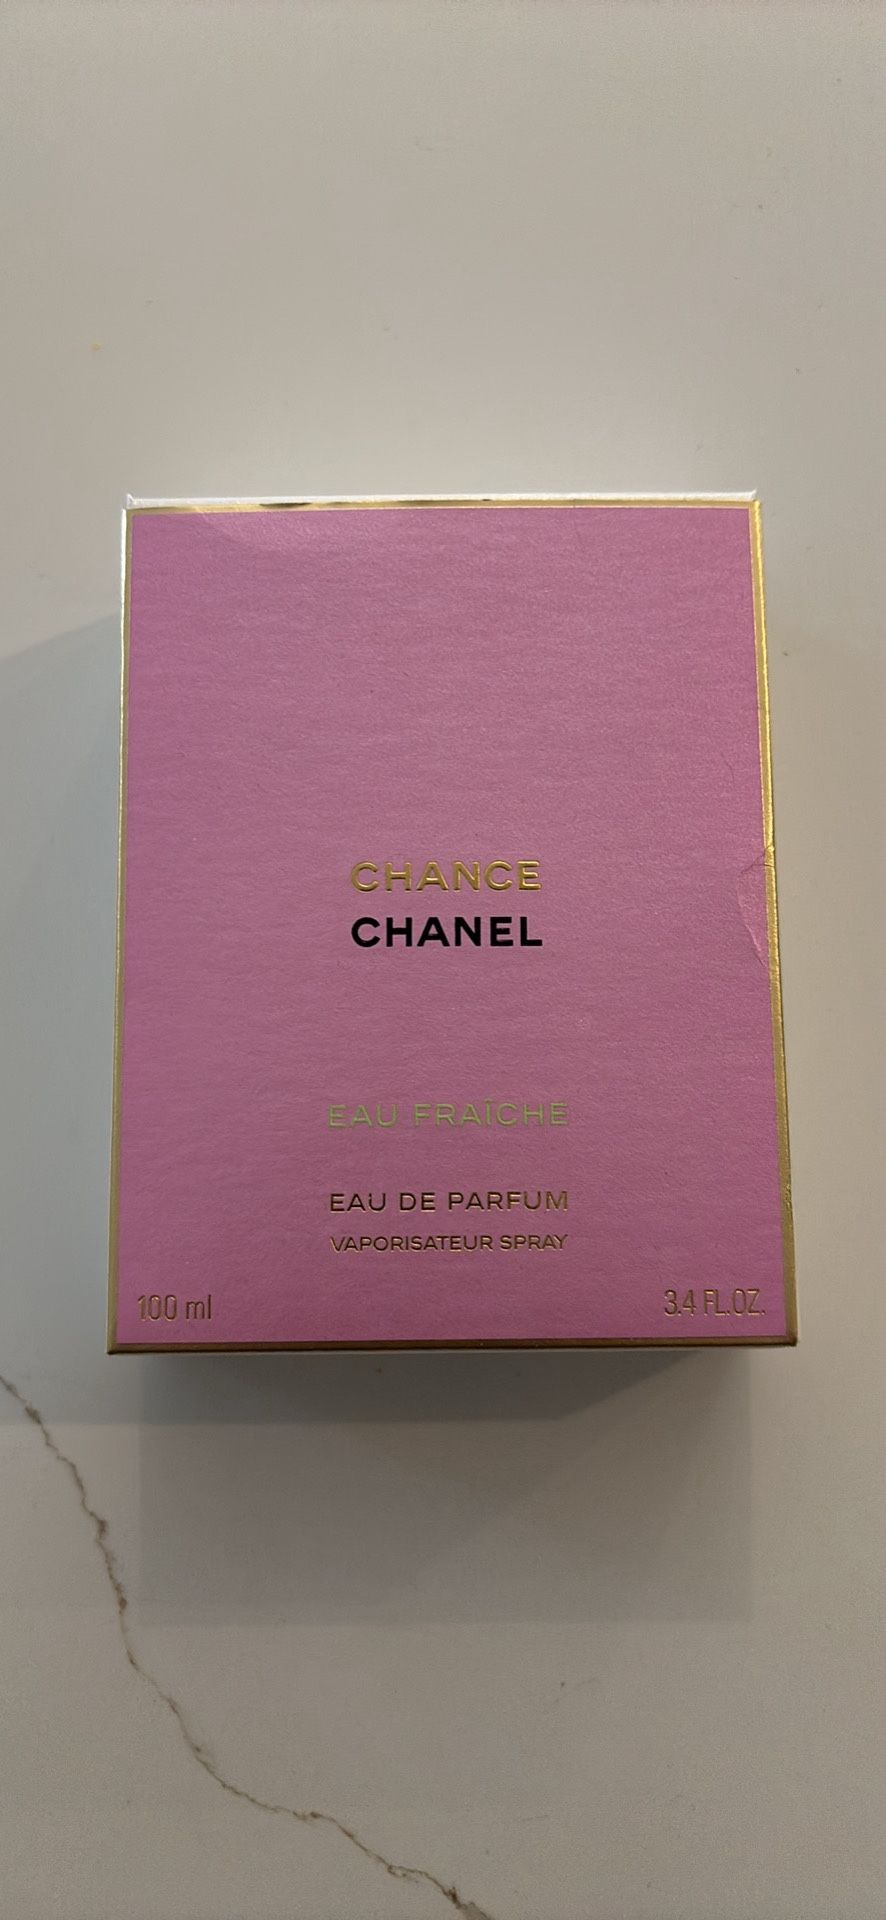 CHANCE
CHANEL
EAU FRAÎCHE
EAU DE PARFUM
VAPORISATEUR SPRAY
100 ml
3.4 FL.OZ.